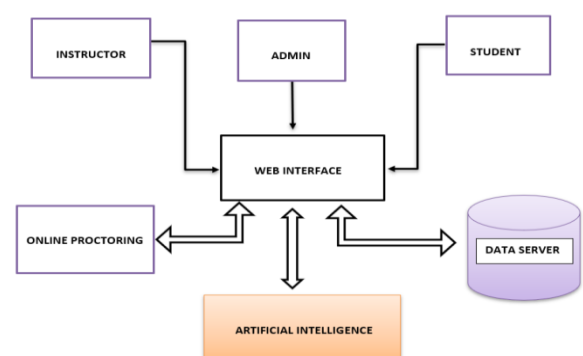 INSTRUCTOR
ADMIN
STUDENT
WEB INTERFACE
ONLINE PROCTORING
DATA SERVER
ARTIFICIAL INTELLIGENCE